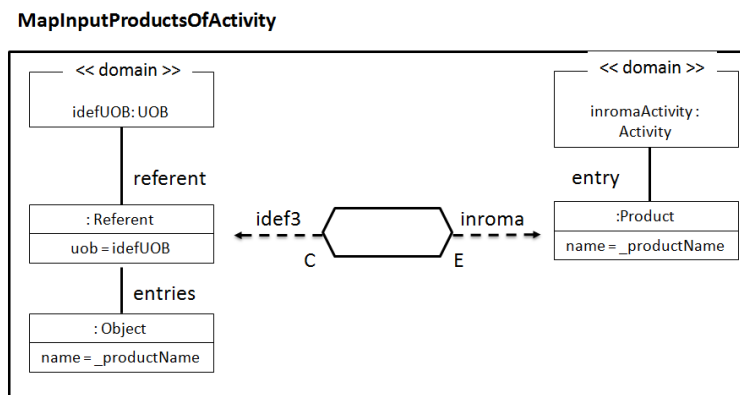 MapInputProductsOfActivity
<< domain >>
idefUOB: UOB
referent
: Referent
uob = idefUOB
entries
: Object
name = _productName
idef3
C
inroma
E
<< domain >>
inromaActivity :
Activity
entry
:Product
name = _productName